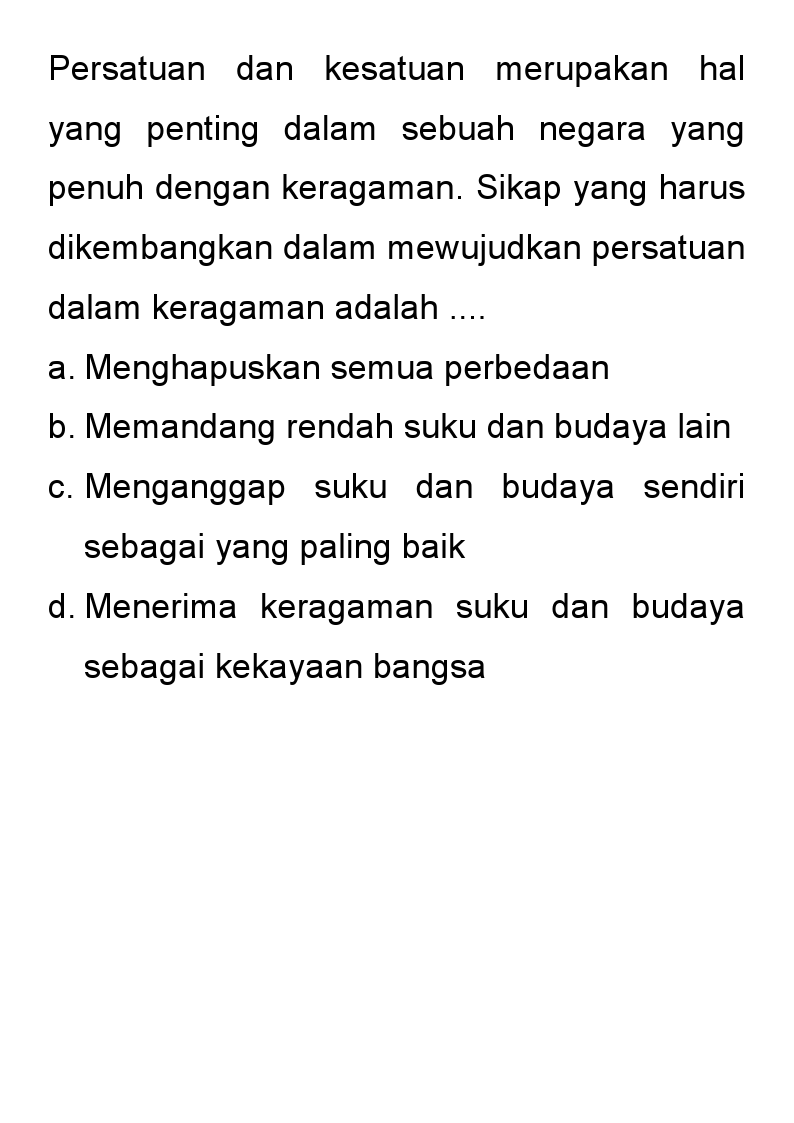 Persatuan dan kesatuan merupakan hal
yang penting dalam sebuah negara yang
penuh dengan keragaman. Sikap yang harus
dikembangkan dalam mewujudkan persatuan
dalam keragaman adalah ....
a. Menghapuskan semua perbedaan
b. Memandang rendah suku dan budaya lain
c. Menganggap suku dan budaya sendiri
sebagai yang paling baik
d. Menerima keragaman suku dan budaya
sebagai kekayaan bangsa